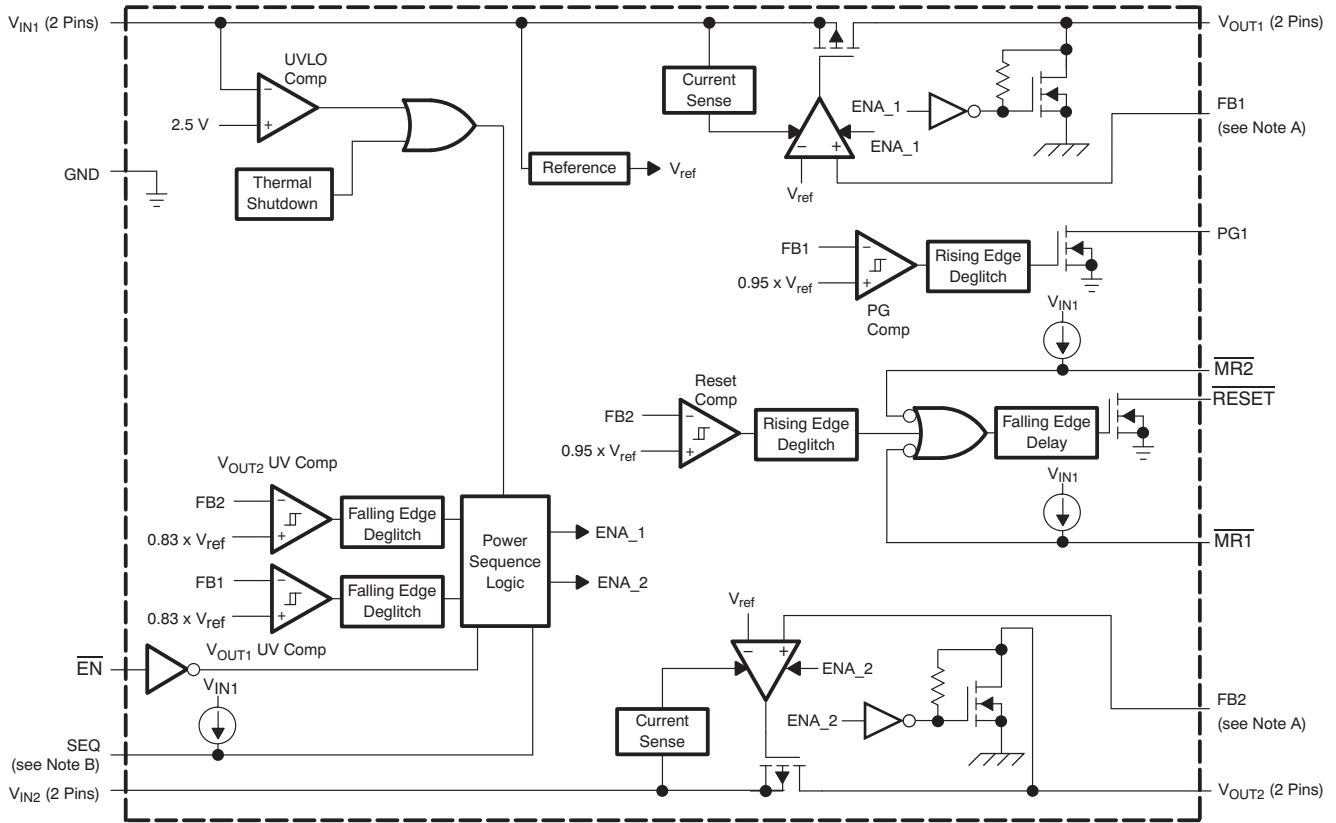 VIN1 (2 Pins)
VOUT1 (2 Pins)
UVLO
Comp
−
+
2.5 V
Current
Sense
ENA_1
ENA_1
−
+
Vref
FB1
(see Note A)
GND
Thermal
Shutdown
Reference
Vref
FB1
−
0.95 x Vref
+
PG
Comp
Rising Edge
Deglitch
PG1
VIN1
MR2
Reset
Comp
FB2
−
0.95 x Vref
+
Rising Edge
Deglitch
Falling Edge
Delay
RESET
VIN1
MR1
VOUT2 UV Comp
FB2
−
0.83 x Vref
+
Falling Edge
Deglitch
FB1
−
0.83 x Vref
+
Falling Edge
Deglitch
VOUT1 UV Comp
Power
Sequence
Logic
ENA_1
ENA_2
EN
VIN1
SEQ
(see Note B)
Vref
−
+
ENA_2
ENA_2
Current
Sense
FB2
(see Note A)
VIN2 (2 Pins)
VOUT2 (2 Pins)